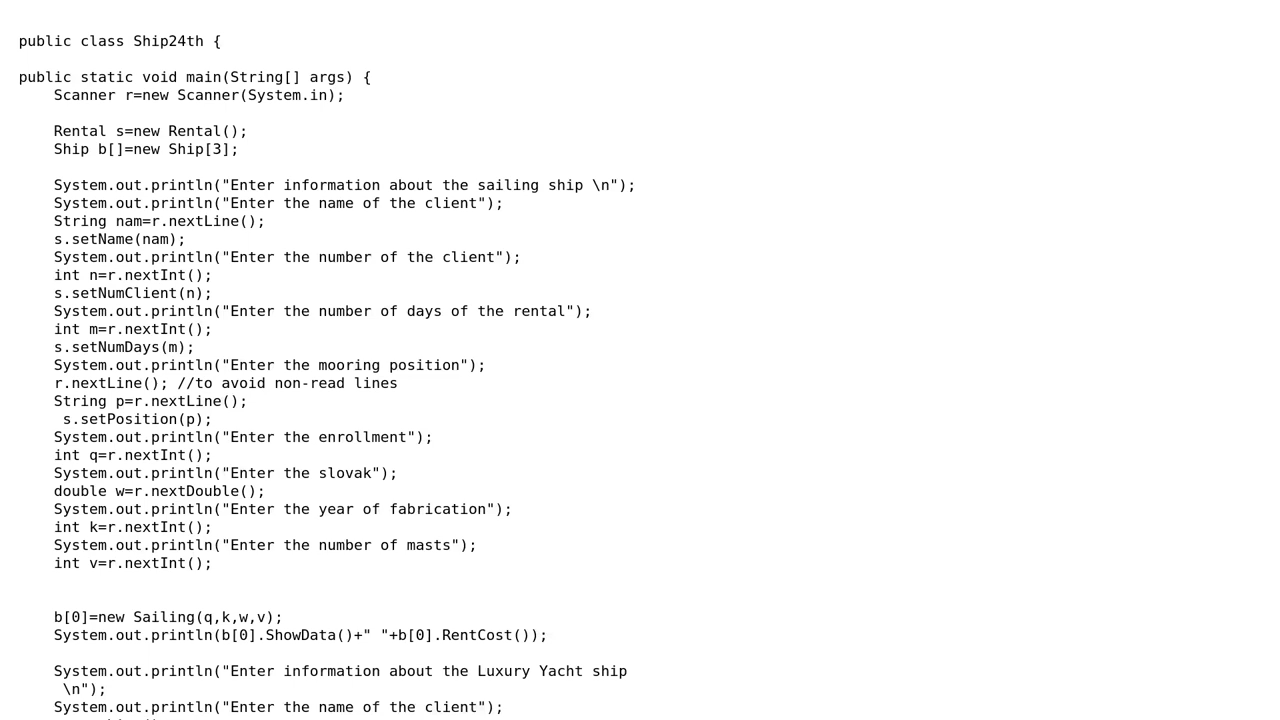 public class Ship24th {
public static void main(String[] args) {
Scanner r=new Scanner(System.in);
Rental s=new Rental();
Ship b[]=new Ship[3];
System.out.println("Enter information about the sailing ship \n");
System.out.println("Enter the name of the client");
String nam=r.nextLine();
s.setName(nam);
System.out.println("Enter the number of the client");
int n=r.nextInt();
s.setNumClient(n);
System.out.println("Enter the number of days of the rental");
int m=r.nextInt();
s.setNumDays(m);
System.out.println("Enter the mooring position");
r.nextLine(); //to avoid non-read lines
String p=r.nextLine();
s.setPosition(p);
System.out.println("Enter the enrollment");
int q=r.nextInt();
System.out.println("Enter the slovak");
double w=r.nextDouble();
System.out.println("Enter the year of fabrication");
int k=r.nextInt();
System.out.println("Enter the number of masts");
int v=r.nextInt();
b[0]=new Sailing(q,k,w,v);
System.out.println(b[0].ShowData()+" "+b[0].RentCost());
System.out.println("Enter information about the Luxury Yacht ship
\n");
System.out.println("Enter the name of the client");